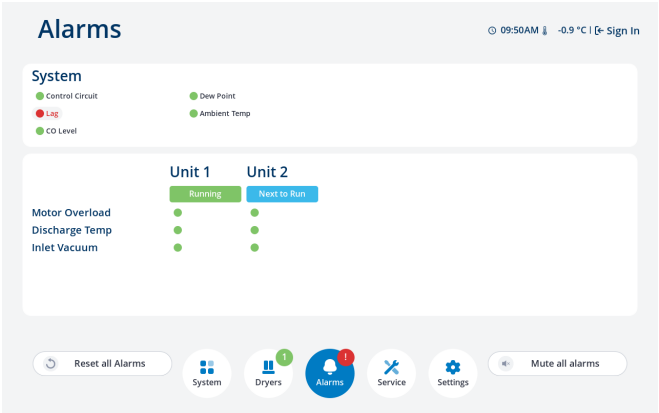 Alarms
09:50AM -0.9 °C | Sign In
System
Control Circuit Dew Point
Lag Ambient Temp
CO Level
Unit 1 Unit 2
Running Next to Run
Motor Overload
Discharge Temp
Inlet Vacuum
1 !
Reset all Alarms System Dryers Alarms Service Settings Mute all alarms